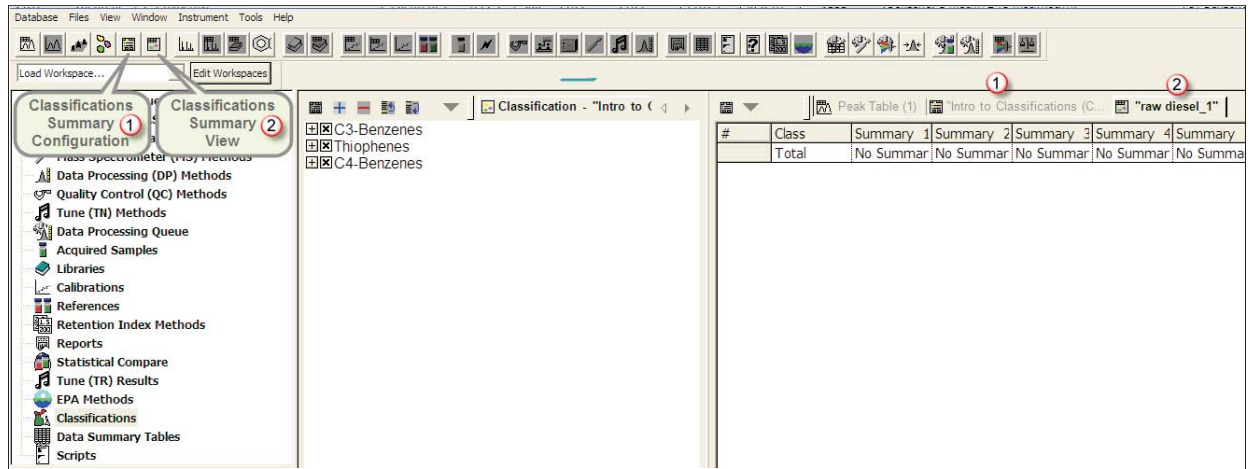 Database Files View Window Instrument Tools Help
Load Workspace... Edit Workspaces
Classifications Summary Configuration 1
Classifications Summary View 2
Mass Spectrometer (MS) Methods
Data Processing (DP) Methods
Quality Control (QC) Methods
Tune (TN) Methods
Data Processing Queue
Acquired Samples
Libraries
Calibrations
References
Retention Index Methods
Reports
Statistical Compare
Tune (TR) Results
EPA Methods
Classifications
Data Summary Tables
Scripts
Classification - "Intro to (
C3-Benzenes
Thiophenes
C4-Benzenes
1 2
Peak Table (1) "Intro to Classifications (C... "raw diesel_1"
# Class Summary 1 Summary 2 Summary 3 Summary 4 Summary
Total No Summar No Summar No Summar No Summar No Summa